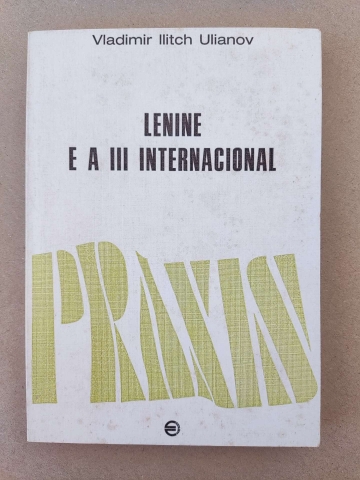 Vladimir Ilitch Ulianov
LENINE
E A III INTERNACIONAL
PRAXIS